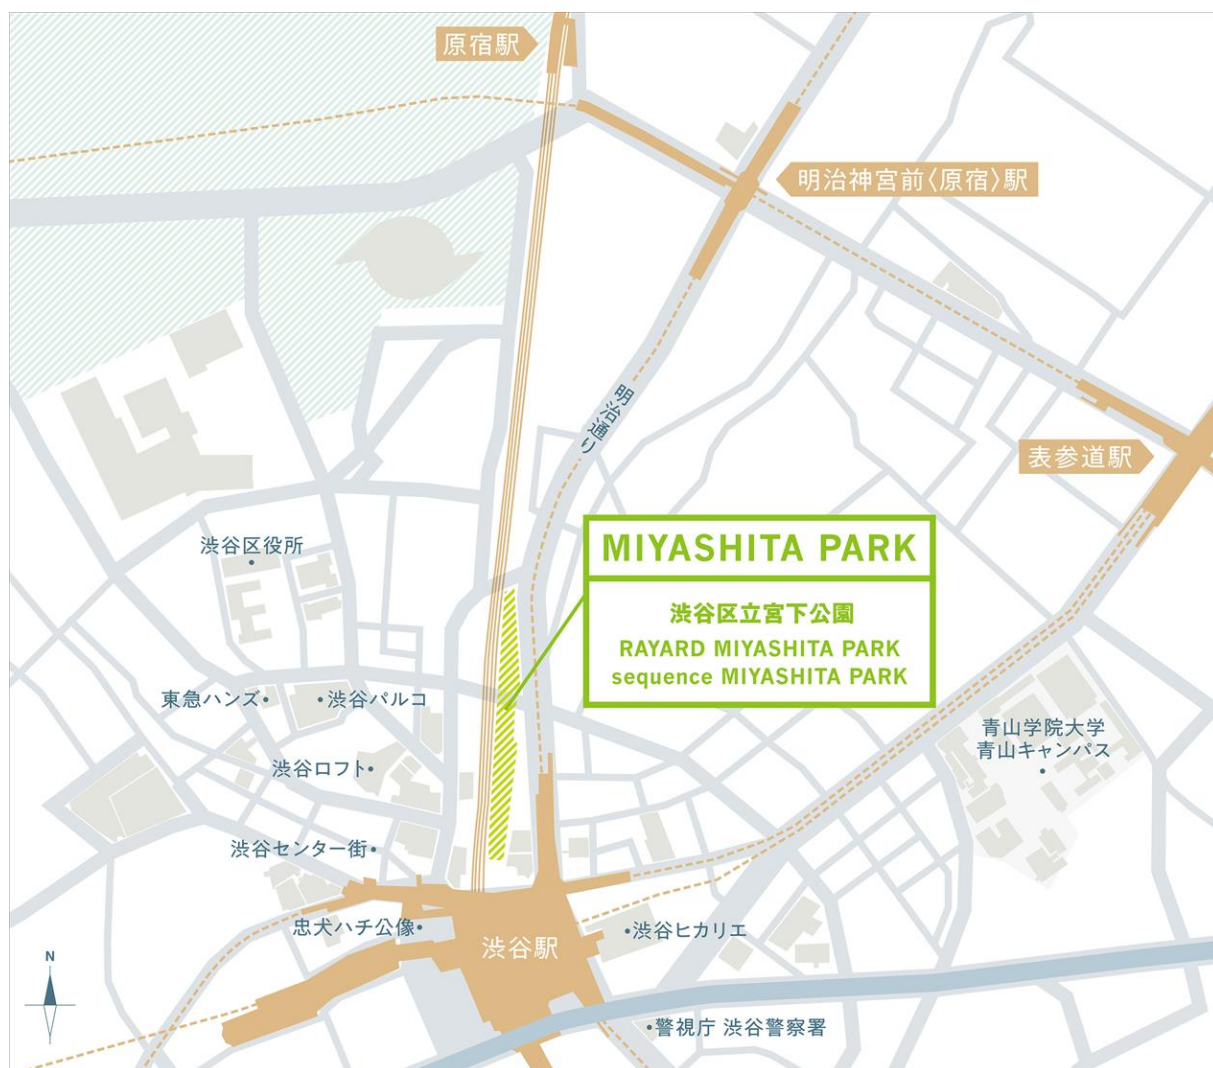 原宿駅
明治神宮前〈原宿〉駅
明治通り
表参道駅
MIYASHITA PARK
渋谷区立宮下公園
RAYARD MIYASHITA PARK
sequence MIYASHITA PARK
渋谷区役所
東急ハンズ
渋谷パルコ
青山学院大学
青山キャンパス
渋谷ロフト
渋谷センター街
忠犬ハチ公像
渋谷駅
渋谷ヒカリエ
N
警視庁 渋谷警察署